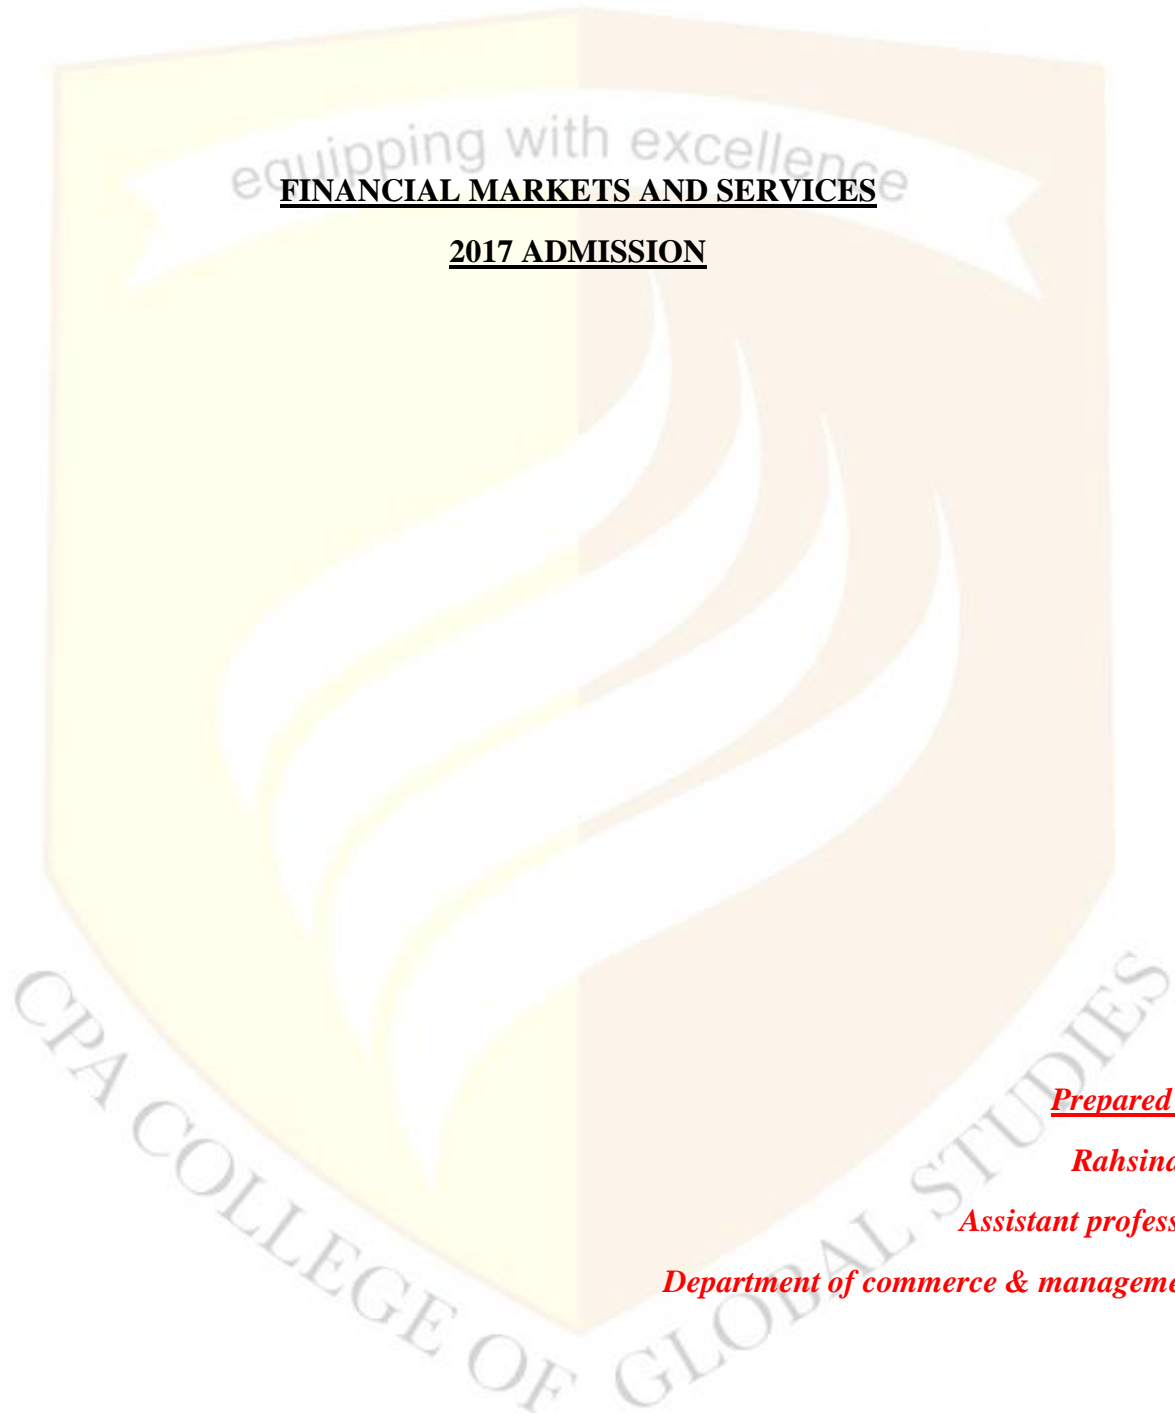 equipping with excellence
FINANCIAL MARKETS AND SERVICES
2017 ADMISSION
Prepared
Rahsina
Assistant profess
Department of commerce & manageme
CPA COLLEGE OF GLOBAL STUDIES